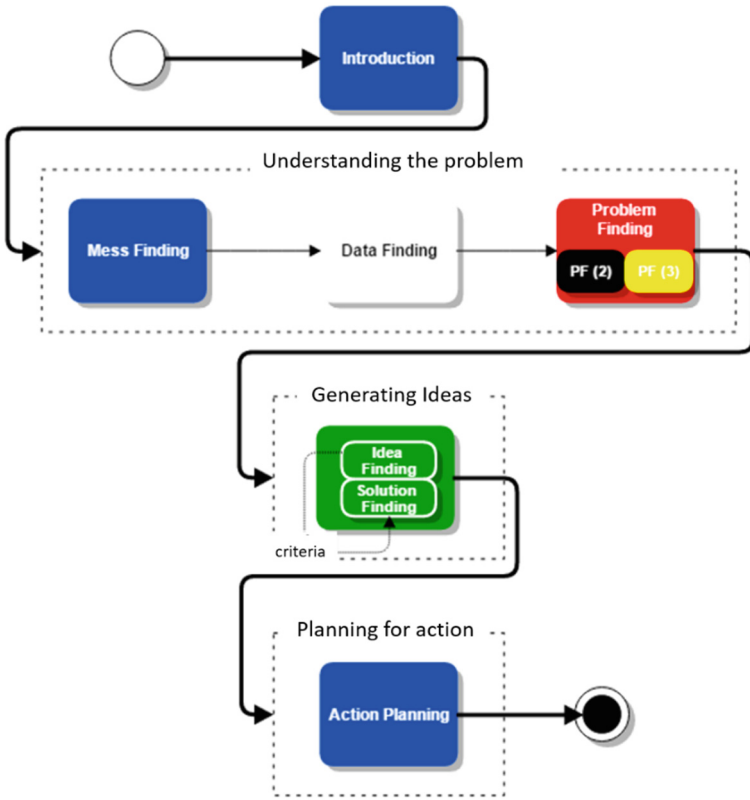 Introduction
Understanding the problem
Mess Finding
Data Finding
Problem
Finding
PF (2)
PF (3)
Generating Ideas
Idea
Finding
Solution
Finding
criteria
Planning for action
Action Planning